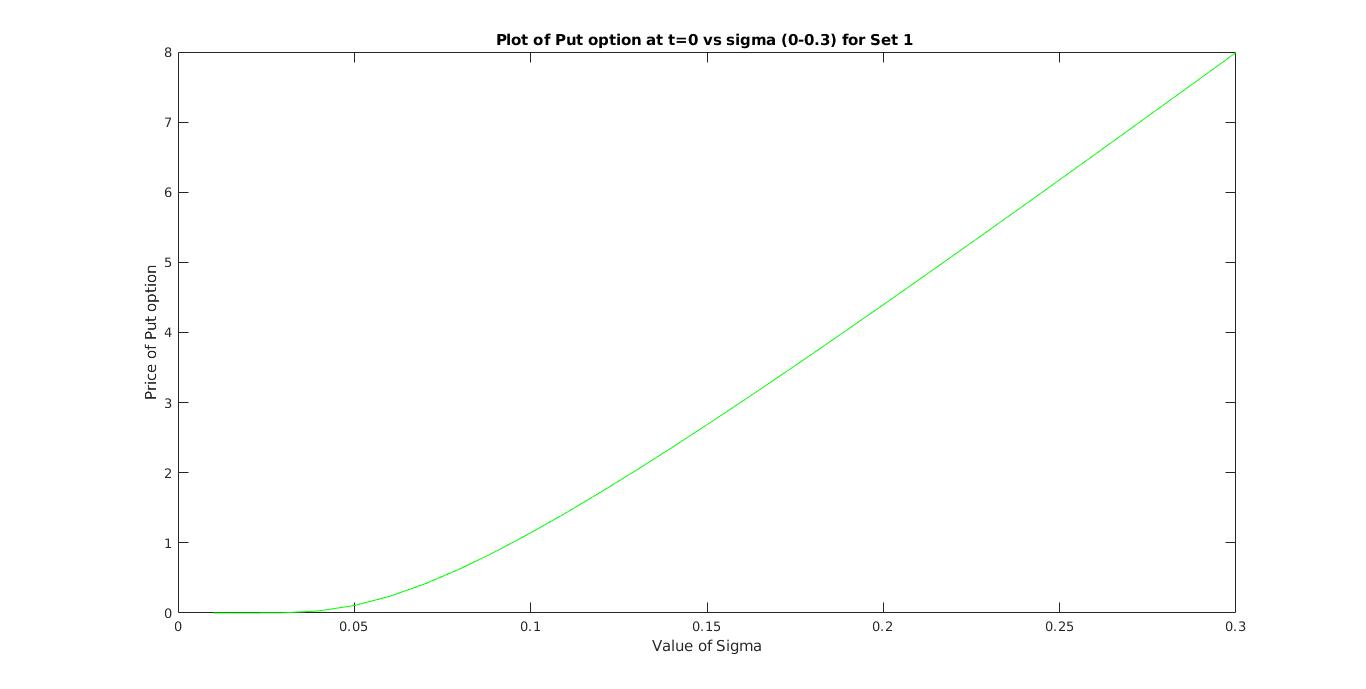 Plot of Put option at t=0 vs sigma (0-0.3) for Set 1
8
7
6
5
4
3
2
1
0
Price of Put option
0 0.05 0.1 0.15 0.2 0.25 0.3
Value of Sigma